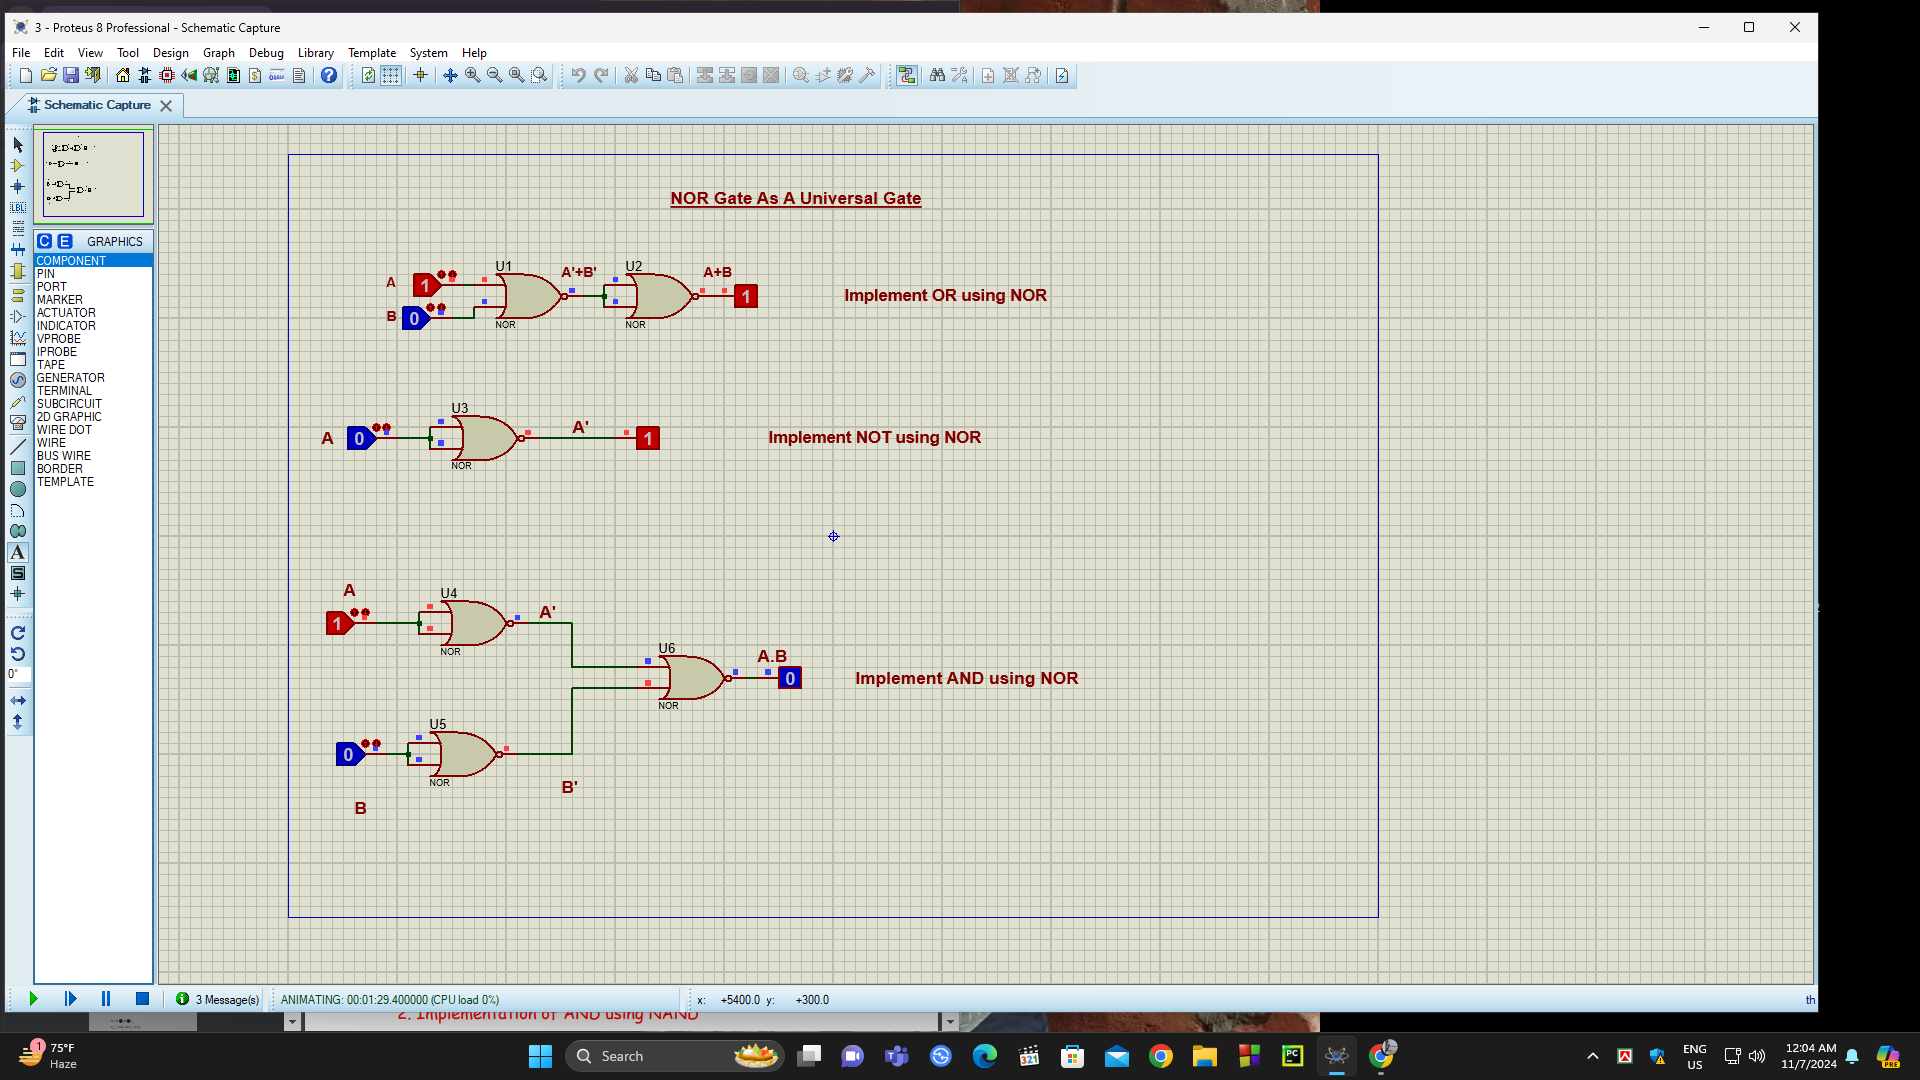 3 - Proteus 8 Professional - Schematic Capture
File Edit View Tool Design Graph Debug Library Template System Help
Schematic Capture
C E GRAPHICS
COMPONENT
PIN
PORT
MARKER
ACTUATOR
INDICATOR
VPROBE
IPROBE
TAPE
GENERATOR
TERMINAL
SUBCIRCUIT
2D GRAPHIC
WIRE DOT
WIRE
BUS WIRE
BORDER
TEMPLATE
LBL
A
S
0°
NOR Gate As A Universal Gate
U1 A'+B' U2 A+B
A 1 1 Implement OR using NOR
B 0
NOR NOR
U3
A 0 A' 1 Implement NOT using NOR
NOR
A U4
1 A'
NOR
U6 A.B
0 Implement AND using NOR
NOR
U5
0
NOR B'
B
3 Message(s) ANIMATING: 00:01:29.400000 (CPU load 0%) x: +5400.0 y: +300.0 th
2. Implementation of AND using NAND
1 75°F
Haze
Search
321
PC
ENG
US
12:04 AM
11/7/2024
PRE